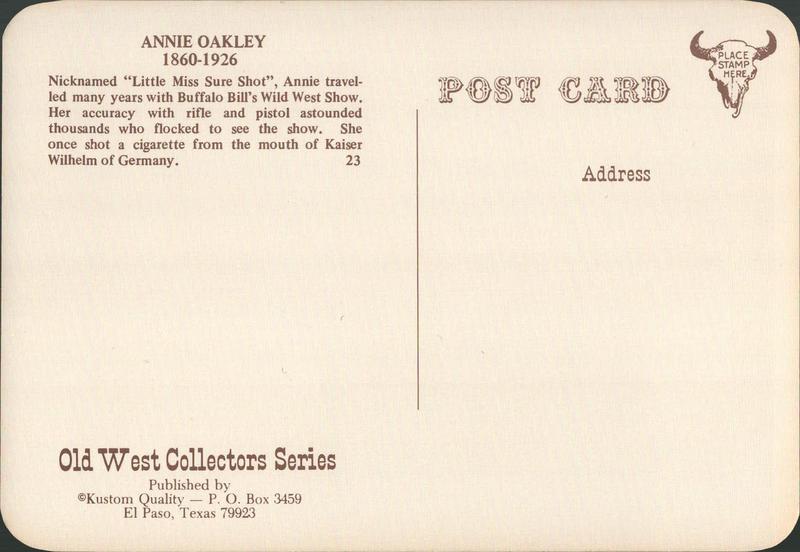 ANNIE OAKLEY
1860-1926
Nicknamed "Little Miss Sure Shot", Annie travel-
led many years with Buffalo Bill's Wild West Show.
Her accuracy with rifle and pistol astounded
thousands who flocked to see the show. She
once shot a cigarette from the mouth of Kaiser
Wilhelm of Germany. 23
POST CARD
PLACE
STAMP
HERE
Address
Old West Collectors Series
Published by
©Kustom Quality — P. O. Box 3459
El Paso, Texas 79923